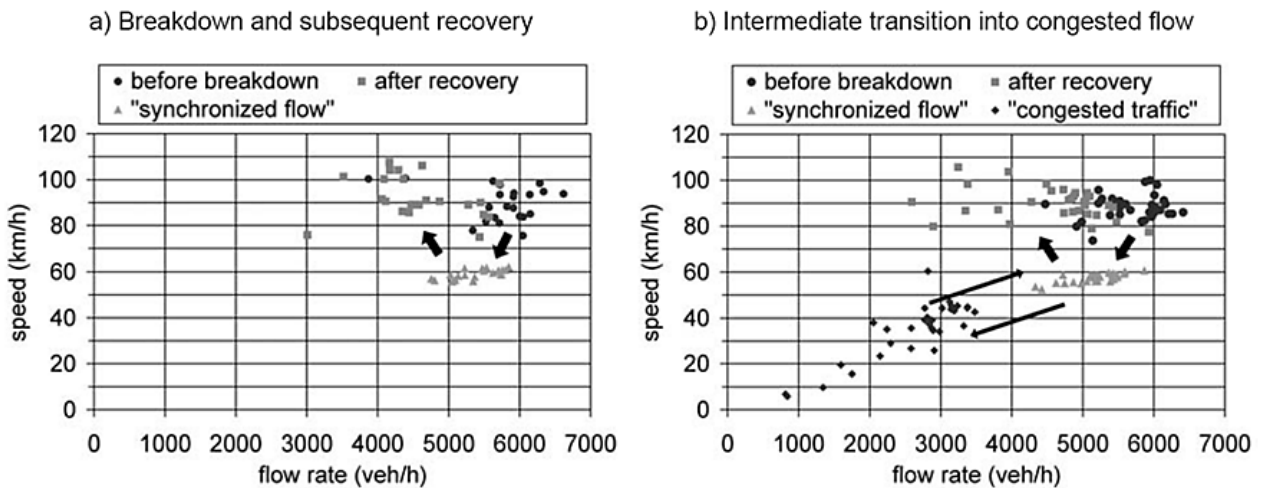 a) Breakdown and subsequent recovery
before breakdown after recovery
"synchronized flow"
120
100
80
60
40
20
0
speed (km/h)
0 1000 2000 3000 4000 5000 6000 7000
flow rate (veh/h)
b) Intermediate transition into congested flow
before breakdown after recovery
"synchronized flow" "congested traffic"
120
100
80
60
40
20
0
speed (km/h)
0 1000 2000 3000 4000 5000 6000 7000
flow rate (veh/h)